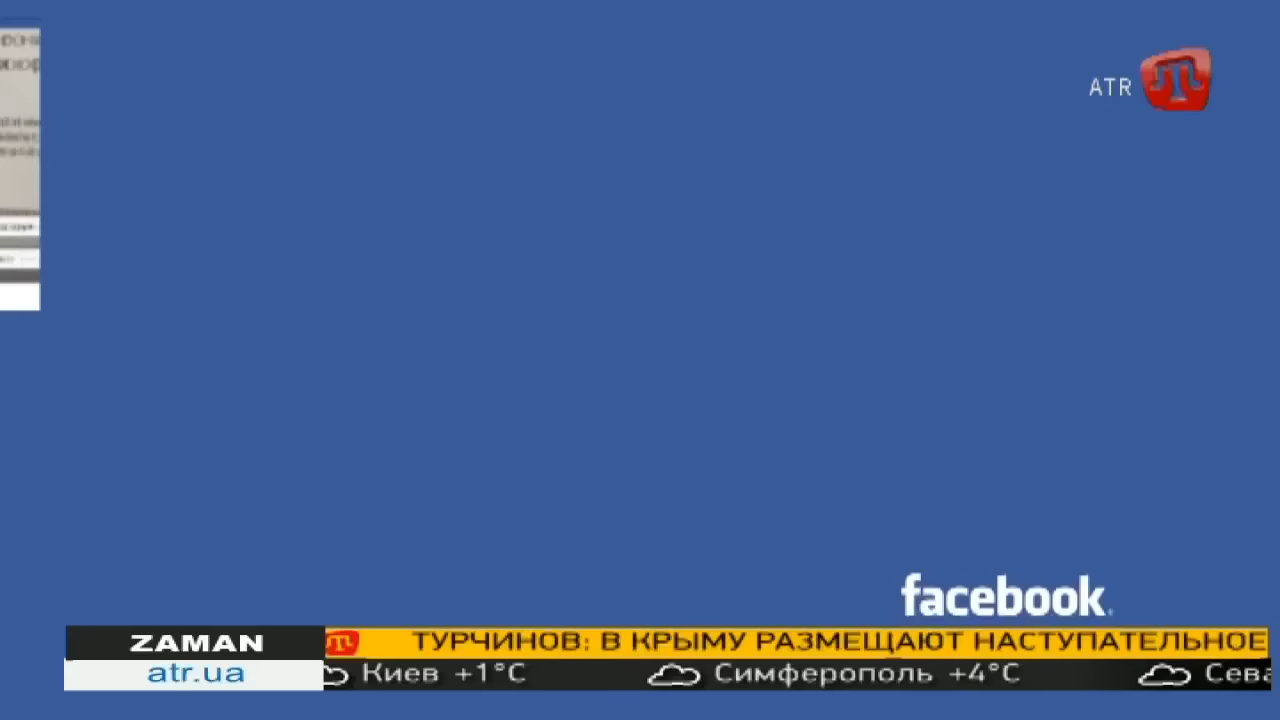 ATR
facebook
ZAMAN
ТУРЧИНОВ: В КРЫМУ РАЗМЕЩАЮТ НАСТУПАТЕЛЬНОЕ
atr.ua
Киев +1°C Симферополь +4°C